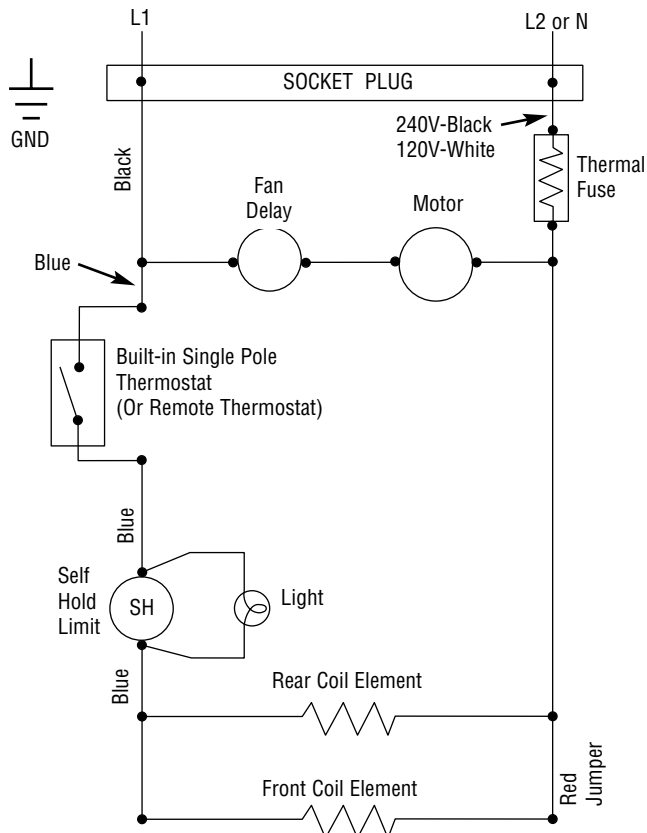 L1
L2 or N
SOCKET PLUG
GND
240V-Black
120V-White
Black
Thermal
Fuse
Fan
Delay
Motor
Blue
Built-in Single Pole
Thermostat
(Or Remote Thermostat)
Blue
Self
Hold
Limit
SH
Light
Blue
Rear Coil Element
Front Coil Element
Red
Jumper